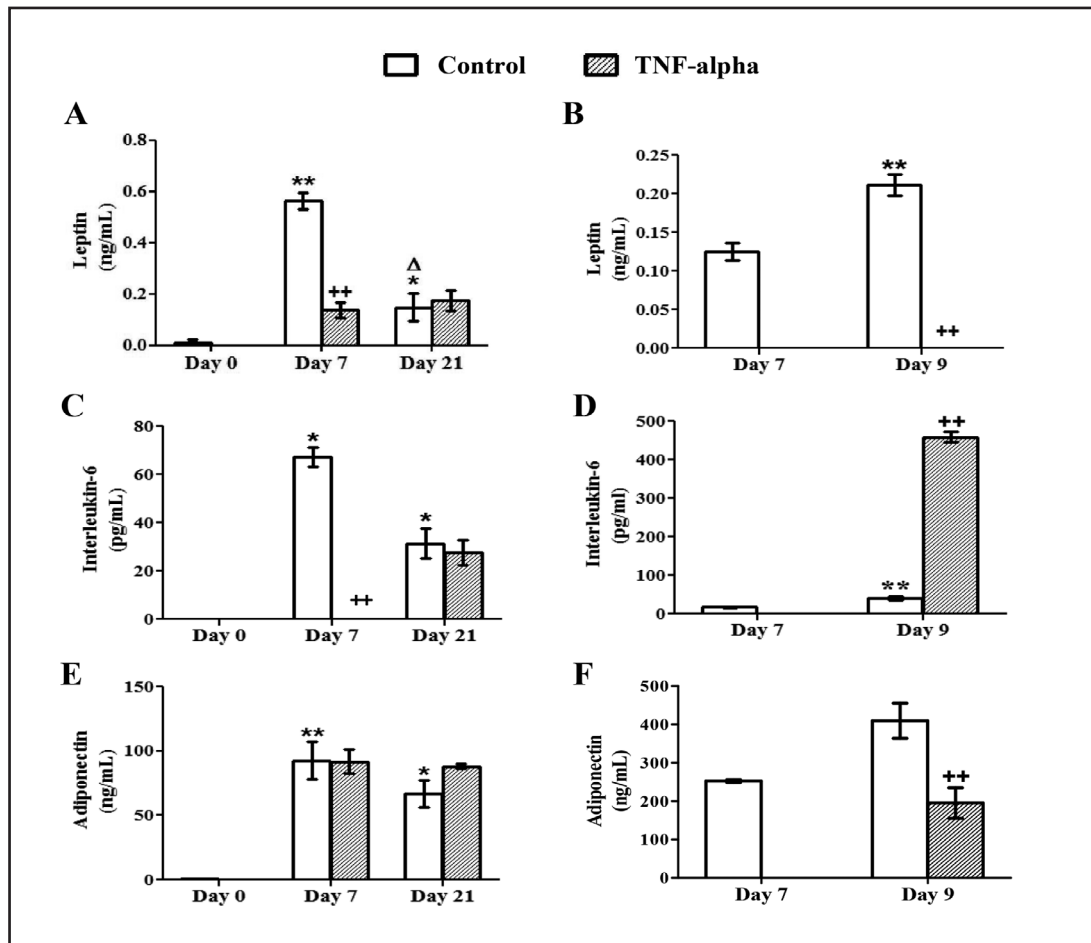 Control TNF-alpha
A
Leptin
(ng/mL)
0.8
0.6
0.4
0.2
0.0
**
++
Δ
*
Day 0 Day 7 Day 21
B
Leptin
(ng/mL)
0.25
0.20
0.15
0.10
0.05
0.00
**
++
Day 7 Day 9
C
Interleukin-6
(pg/mL)
80
60
40
20
0
*
++
*
Day 0 Day 7 Day 21
D
Interleukin-6
(pg/ml)
500
400
300
200
100
0
**
++
Day 7 Day 9
E
Adiponectin
(ng/mL)
150
100
50
0
**
*
Day 0 Day 7 Day 21
F
Adiponectin
(ng/mL)
500
400
300
200
100
0
++
Day 7 Day 9